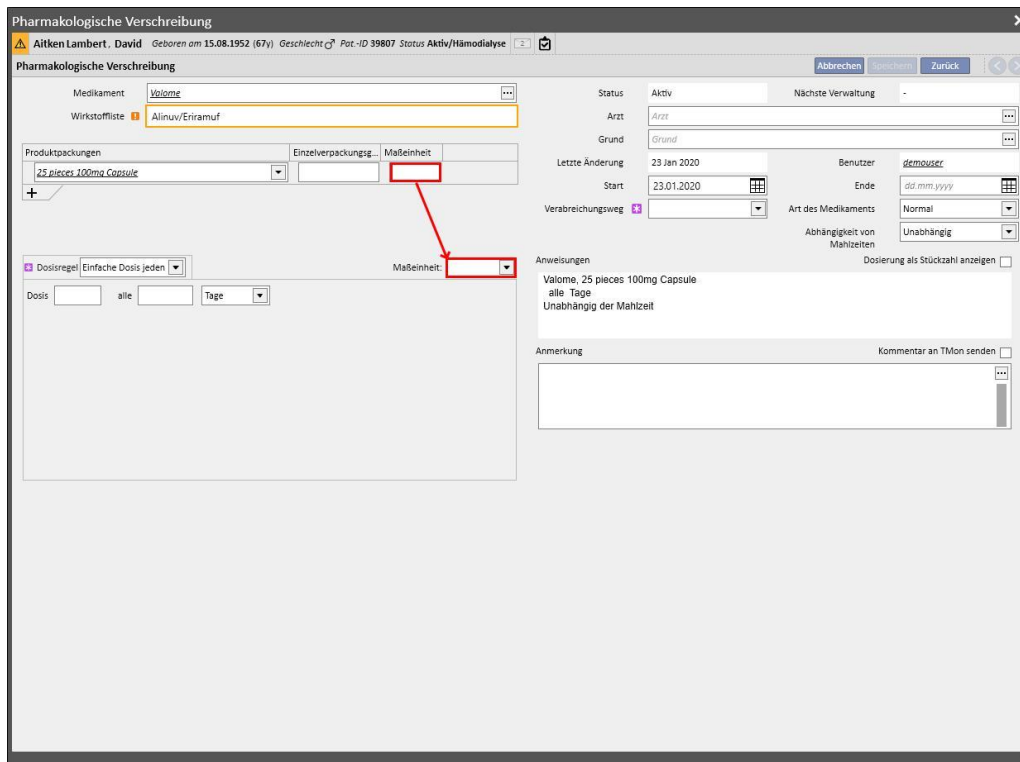 Pharmakologische Verschreibung
Aitken Lambert, David Geboren am 15.08.1952 (67y) Geschlecht ♂ Pat.-ID 39807 Status Aktiv/Hämodialyse 2
Pharmakologische Verschreibung Abbrechen Speichern Zurück
Medikament Valome ...
Wirkstoffliste Alinuv/Eriramuf
Produktpackungen Einzelverpackungsg... Maßeinheit
25 pieces 100mg Capsule
+
Dosisregel Einfache Dosis jeden Maßeinheit:
Dosis alle Tage
Status Aktiv Nächste Verwaltung -
Arzt Arzt ...
Grund Grund ...
Letzte Änderung 23 Jan 2020 Benutzer demouser
Start 23.01.2020 Ende dd.mm.yyyy
Verabreichungsweg Art des Medikaments Normal
Abhängigkeit von Unabhängig
Mahlzeiten
Anweisungen Dosierung als Stückzahl anzeigen
Valome, 25 pieces 100mg Capsule
alle Tage
Unabhängig der Mahlzeit
Anmerkung Kommentar an TMon senden
...